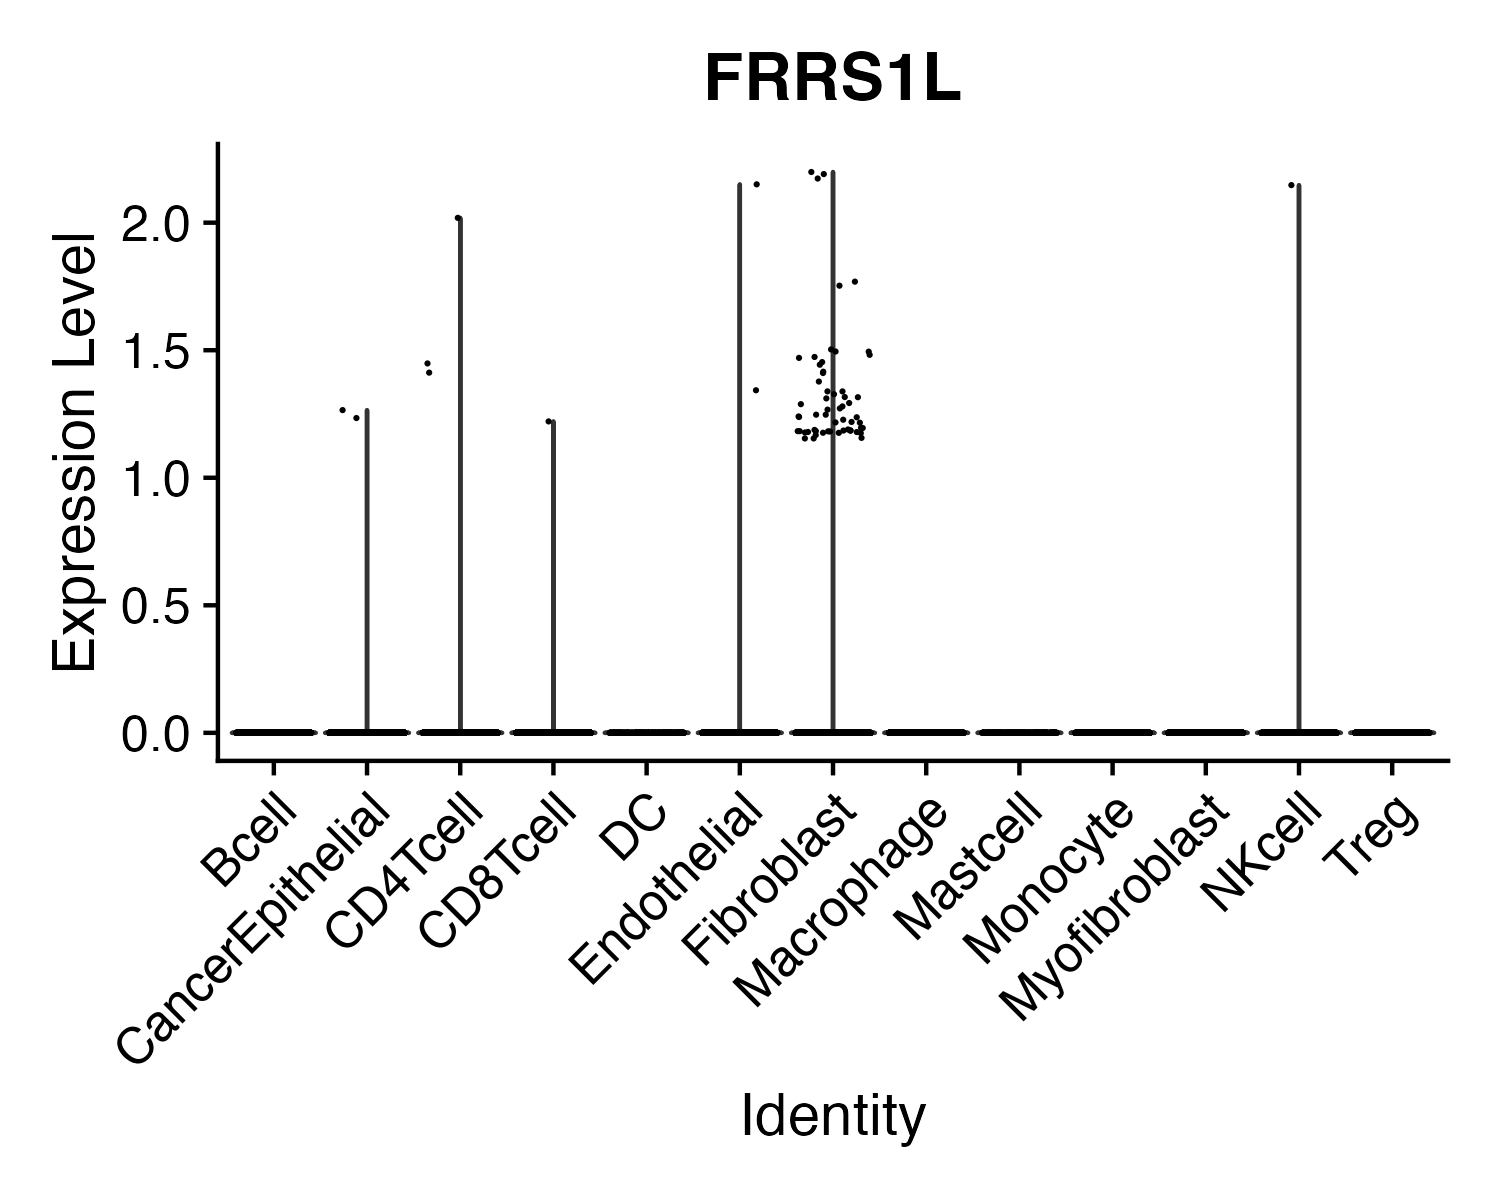 FRRS1L
Expression Level
2.0
1.5
1.0
0.5
0.0
Bcell
CancerEpithelial
CD4Tcell
CD8Tcell
DC
Endothelial
Fibroblast
Macrophage
Mastcell
Monocyte
Myofibroblast
NKcell
Treg
Identity